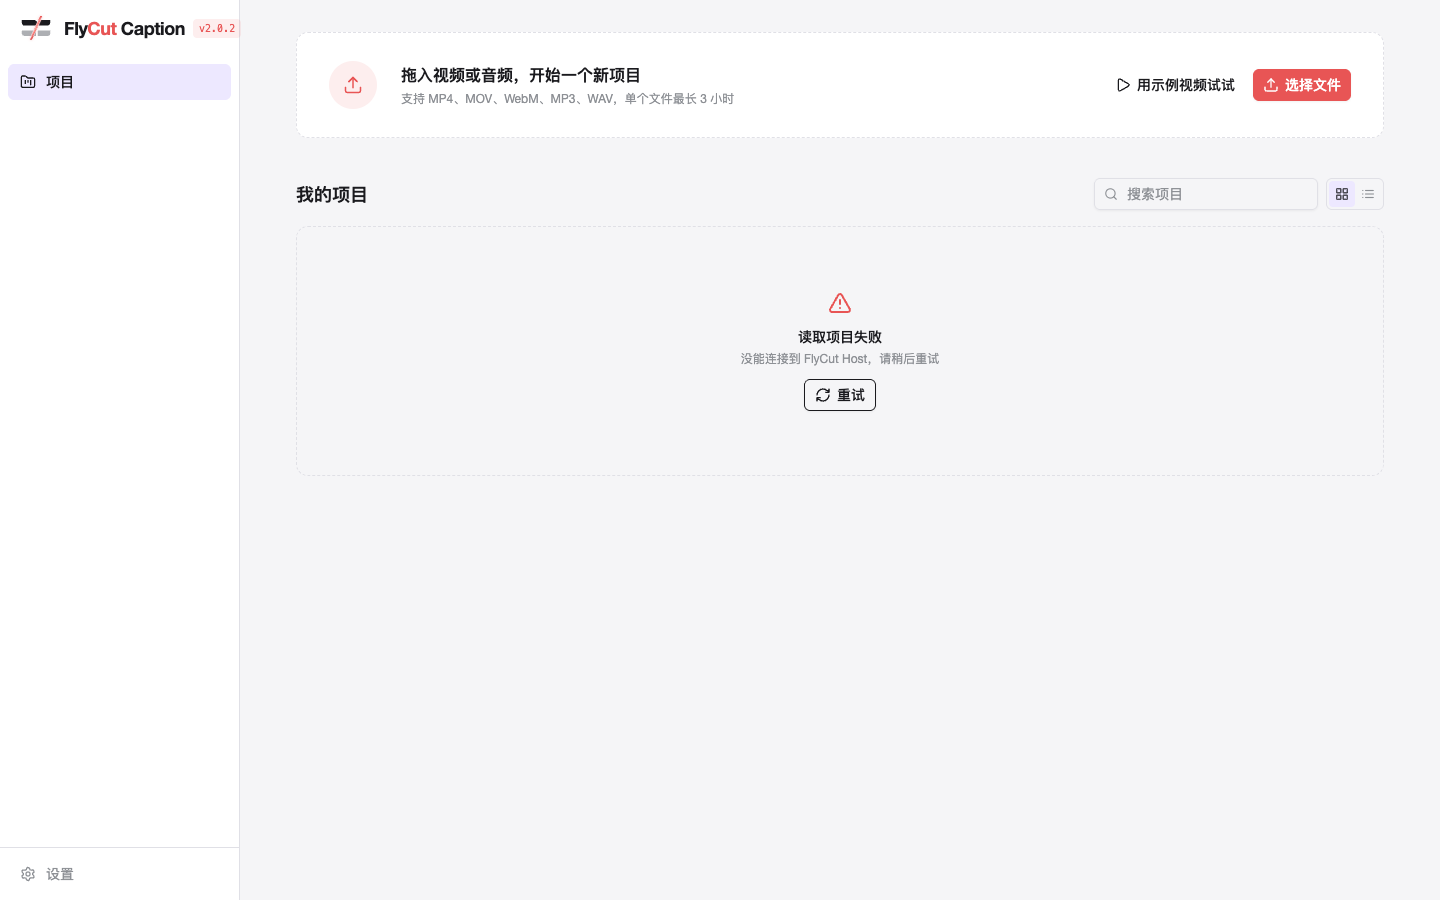 FlyCut Caption v2.0.2
项目
拖入视频或音频，开始一个新项目
支持 MP4、MOV、WebM、MP3、WAV，单个文件最长 3 小时
用示例视频试试
选择文件
我的项目
搜索项目
读取项目失败
没能连接到 FlyCut Host，请稍后重试
重试
设置